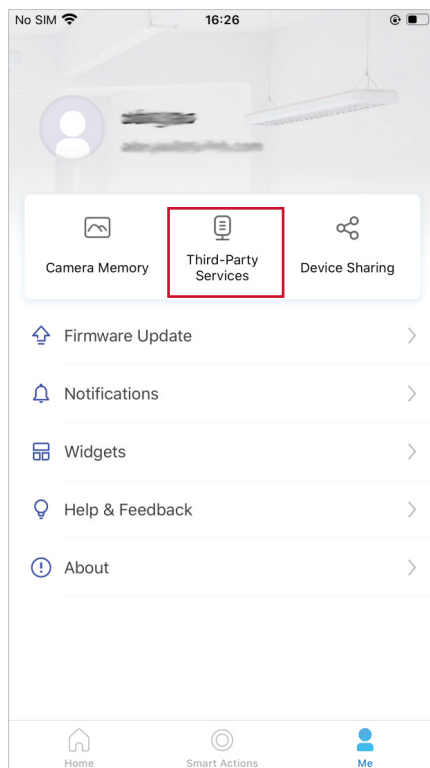 No SIM 16:26
Camera Memory
Third-Party
Services
Device Sharing
Firmware Update
Notifications
Widgets
Help & Feedback
About
Home
Smart Actions
Me